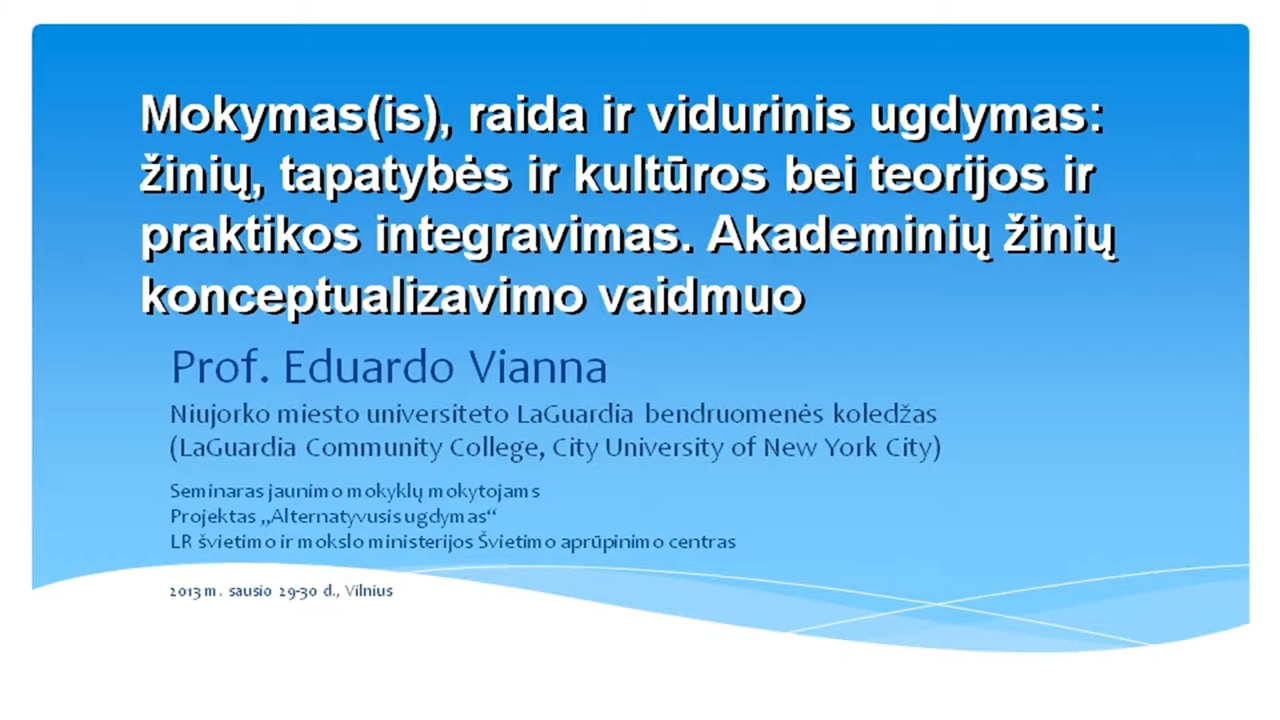 Mokymas(is), raida ir vidurinis ugdymas:
žinių, tapatybės ir kultūros bei teorijos ir
praktikos integravimas. Akademinių žinių
konceptualizavimo vaidmuo
Prof. Eduardo Vianna
Niujorko miesto universiteto LaGuardia bendruomenės koledžas
(LaGuardia Community College, City University of New York City)
Seminaras jaunimo mokyklų mokytojams
Projektas „Alternatyvusis ugdymas“
LR švietimo ir mokslo ministerijos Švietimo aprūpinimo centras
2013 m. sausio 29-30 d., Vilnius